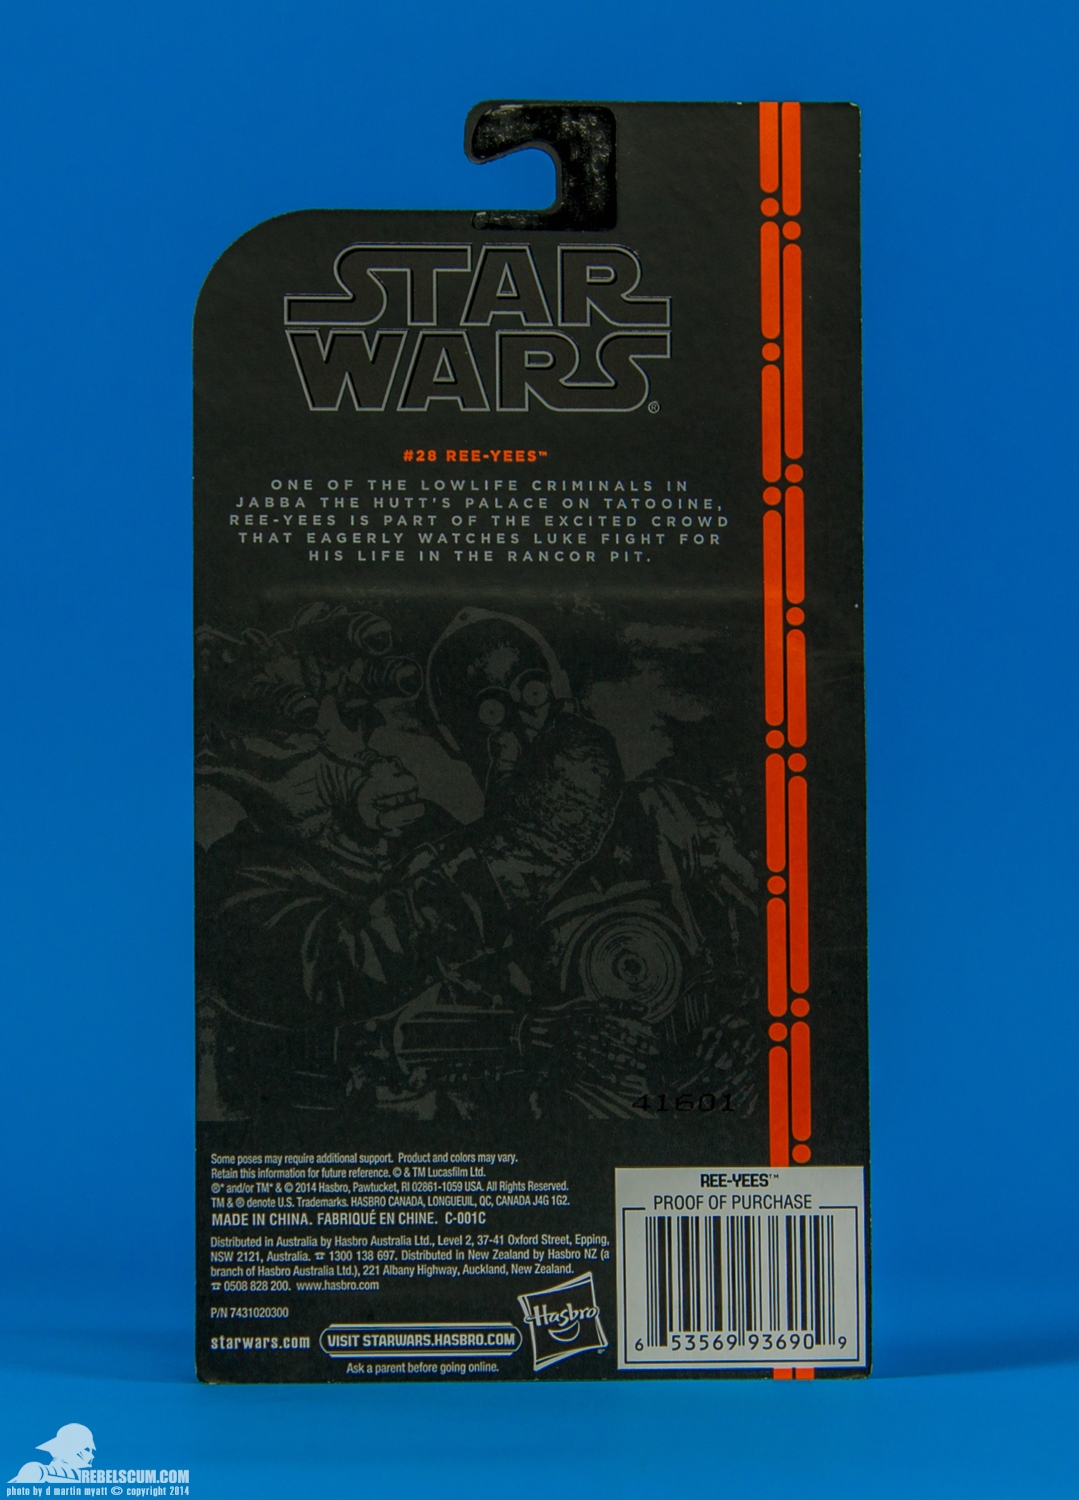 STAR
WARS®
#28 REE-YEES™
ONE OF THE LOWLIFE CRIMINALS IN
JABBA THE HUTT'S PALACE ON TATOOINE,
REE-YEES IS PART OF THE EXCITED CROWD
THAT EAGERLY WATCHES LUKE FIGHT FOR
HIS LIFE IN THE RANCOR PIT.
41601
Some poses may require additional support. Product and colors may vary.
Retain this information for future reference. © & TM Lucasfilm Ltd.
®* and/or TM* & © 2014 Hasbro, Pawtucket, RI 02861-1059 USA. All Rights Reserved.
TM & ® denote U.S. Trademarks. HASBRO CANADA, LONGUEUIL, QC, CANADA J4G 1G2.
MADE IN CHINA. FABRIQUÉ EN CHINE. C-001C
Distributed in Australia by Hasbro Australia Ltd., Level 2, 37-41 Oxford Street, Epping,
NSW 2121, Australia. ☎ 1300 138 697. Distributed in New Zealand by Hasbro NZ (a
branch of Hasbro Australia Ltd.), 221 Albany Highway, Auckland, New Zealand.
☎ 0508 828 200. www.hasbro.com
P/N 7431020300
starwars.com VISIT STARWARS.HASBRO.COM
Ask a parent before going online.
Hasbro®
REE-YEES™
PROOF OF PURCHASE
6 53569 93690 9
REBELSCUM.COM
photo by d martin myatt © copyright 2014